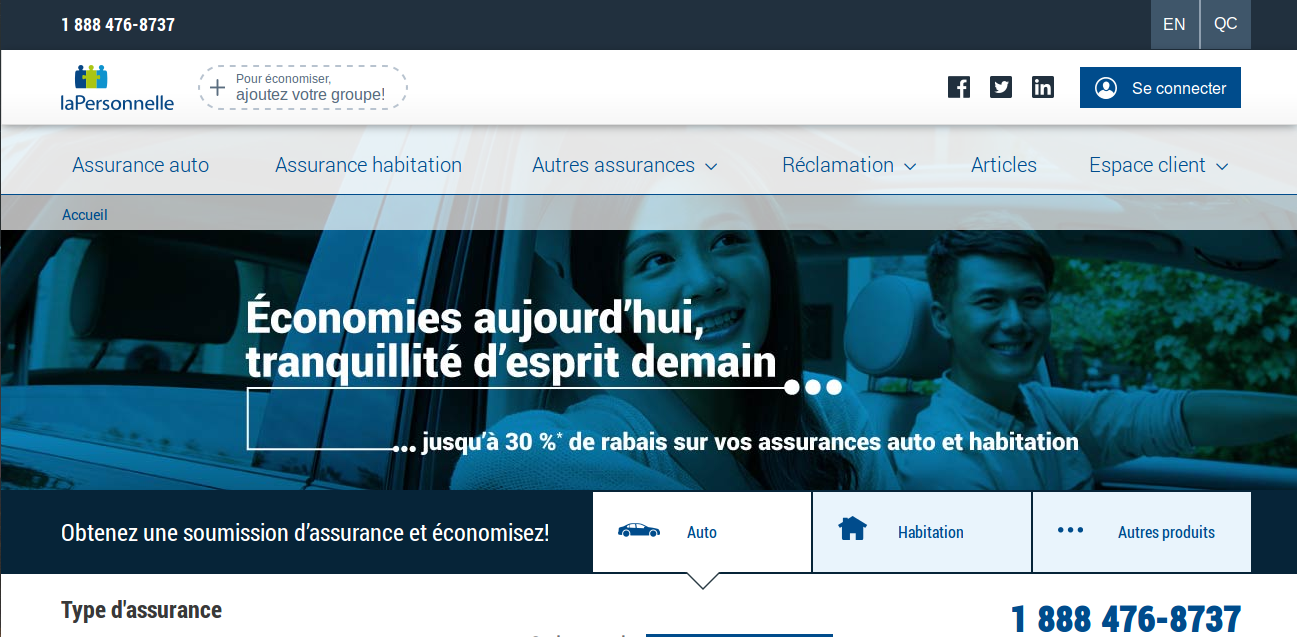 1 888 476-8737
EN
QC
laPersonnelle
Pour économiser,
ajoutez votre groupe!
Se connecter
Assurance auto
Assurance habitation
Autres assurances
Réclamation
Articles
Espace client
Accueil
Économies aujourd’hui,
tranquillité d’esprit demain
... jusqu’à 30 %* de rabais sur vos assurances auto et habitation
Obtenez une soumission d’assurance et économisez!
Auto
Habitation
Autres produits
Type d'assurance
1 888 476-8737